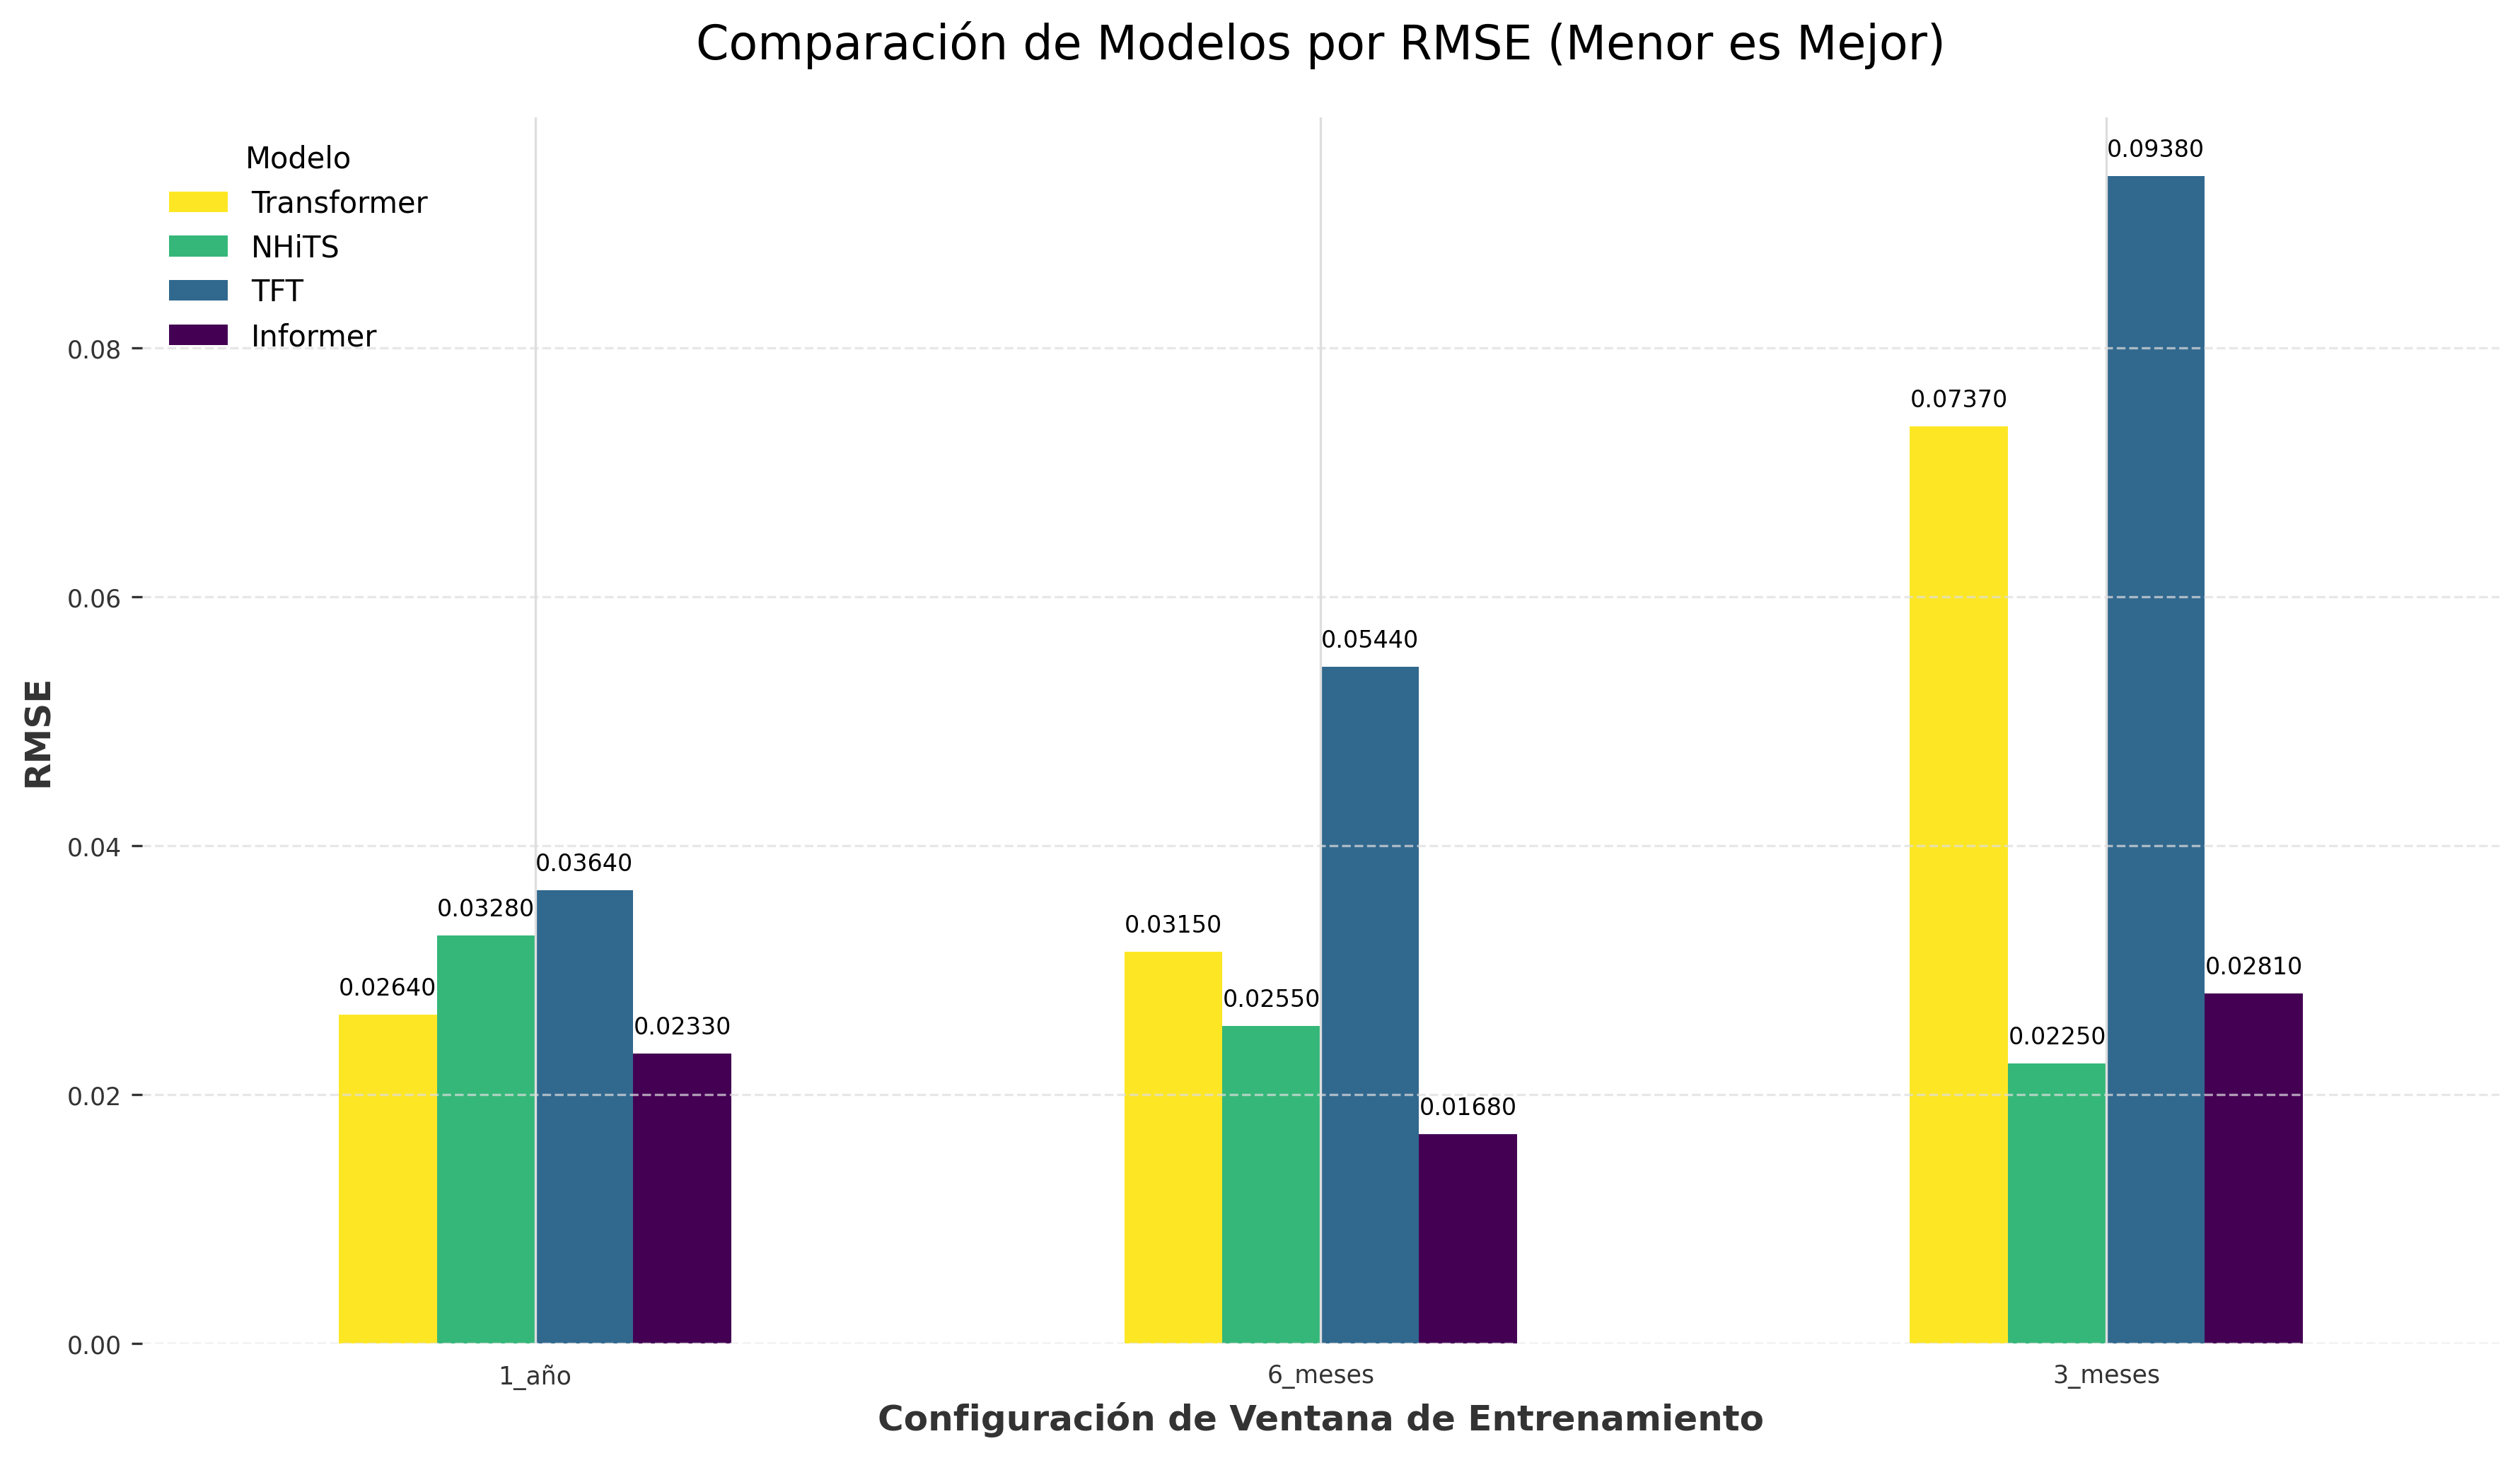 Comparación de Modelos por RMSE (Menor es Mejor)
Modelo
Transformer
NHiTS
TFT
Informer
RMSE
0.08
0.06
0.04
0.02
0.00
0.02640
0.03280
0.03640
0.02330
0.03150
0.02550
0.05440
0.01680
0.07370
0.02250
0.09380
0.02810
1_año
6_meses
3_meses
Configuración de Ventana de Entrenamiento